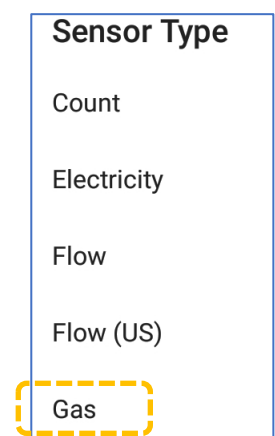 Sensor Type
Count
Electricity
Flow
Flow (US)
Gas